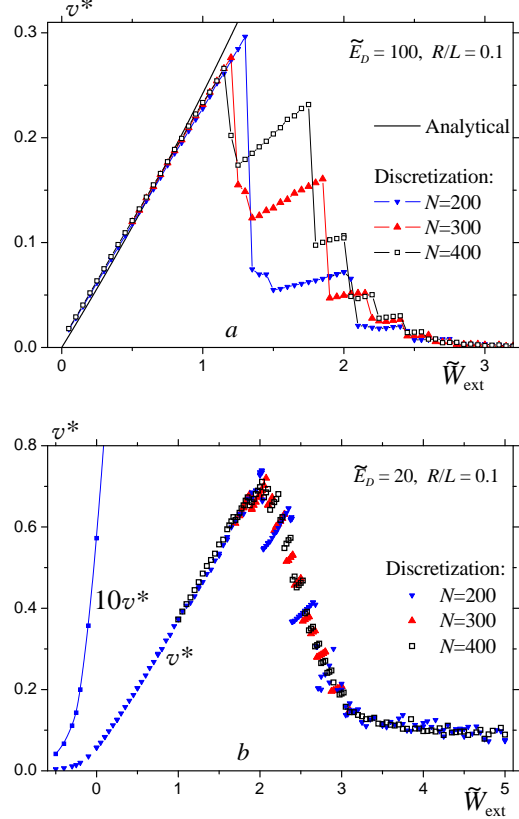 v*
0.3
Ẽ_D = 100, R/L = 0.1
Analytical
0.2
Discretization:
N=200
N=300
0.1
N=400
a
0.0
0 1 2 3
W̃_ext
v*
0.8
Ẽ_D = 20, R/L = 0.1
0.6
Discretization:
N=200
10v*
0.4
N=300
N=400
v*
0.2
b
0.0
0 1 2 3 4 5
W̃_ext